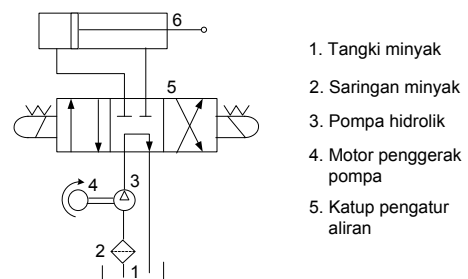 6
5
4
3
2
1
1. Tangki minyak
2. Saringan minyak
3. Pompa hidrolik
4. Motor penggerak
pompa
5. Katup pengatur
aliran